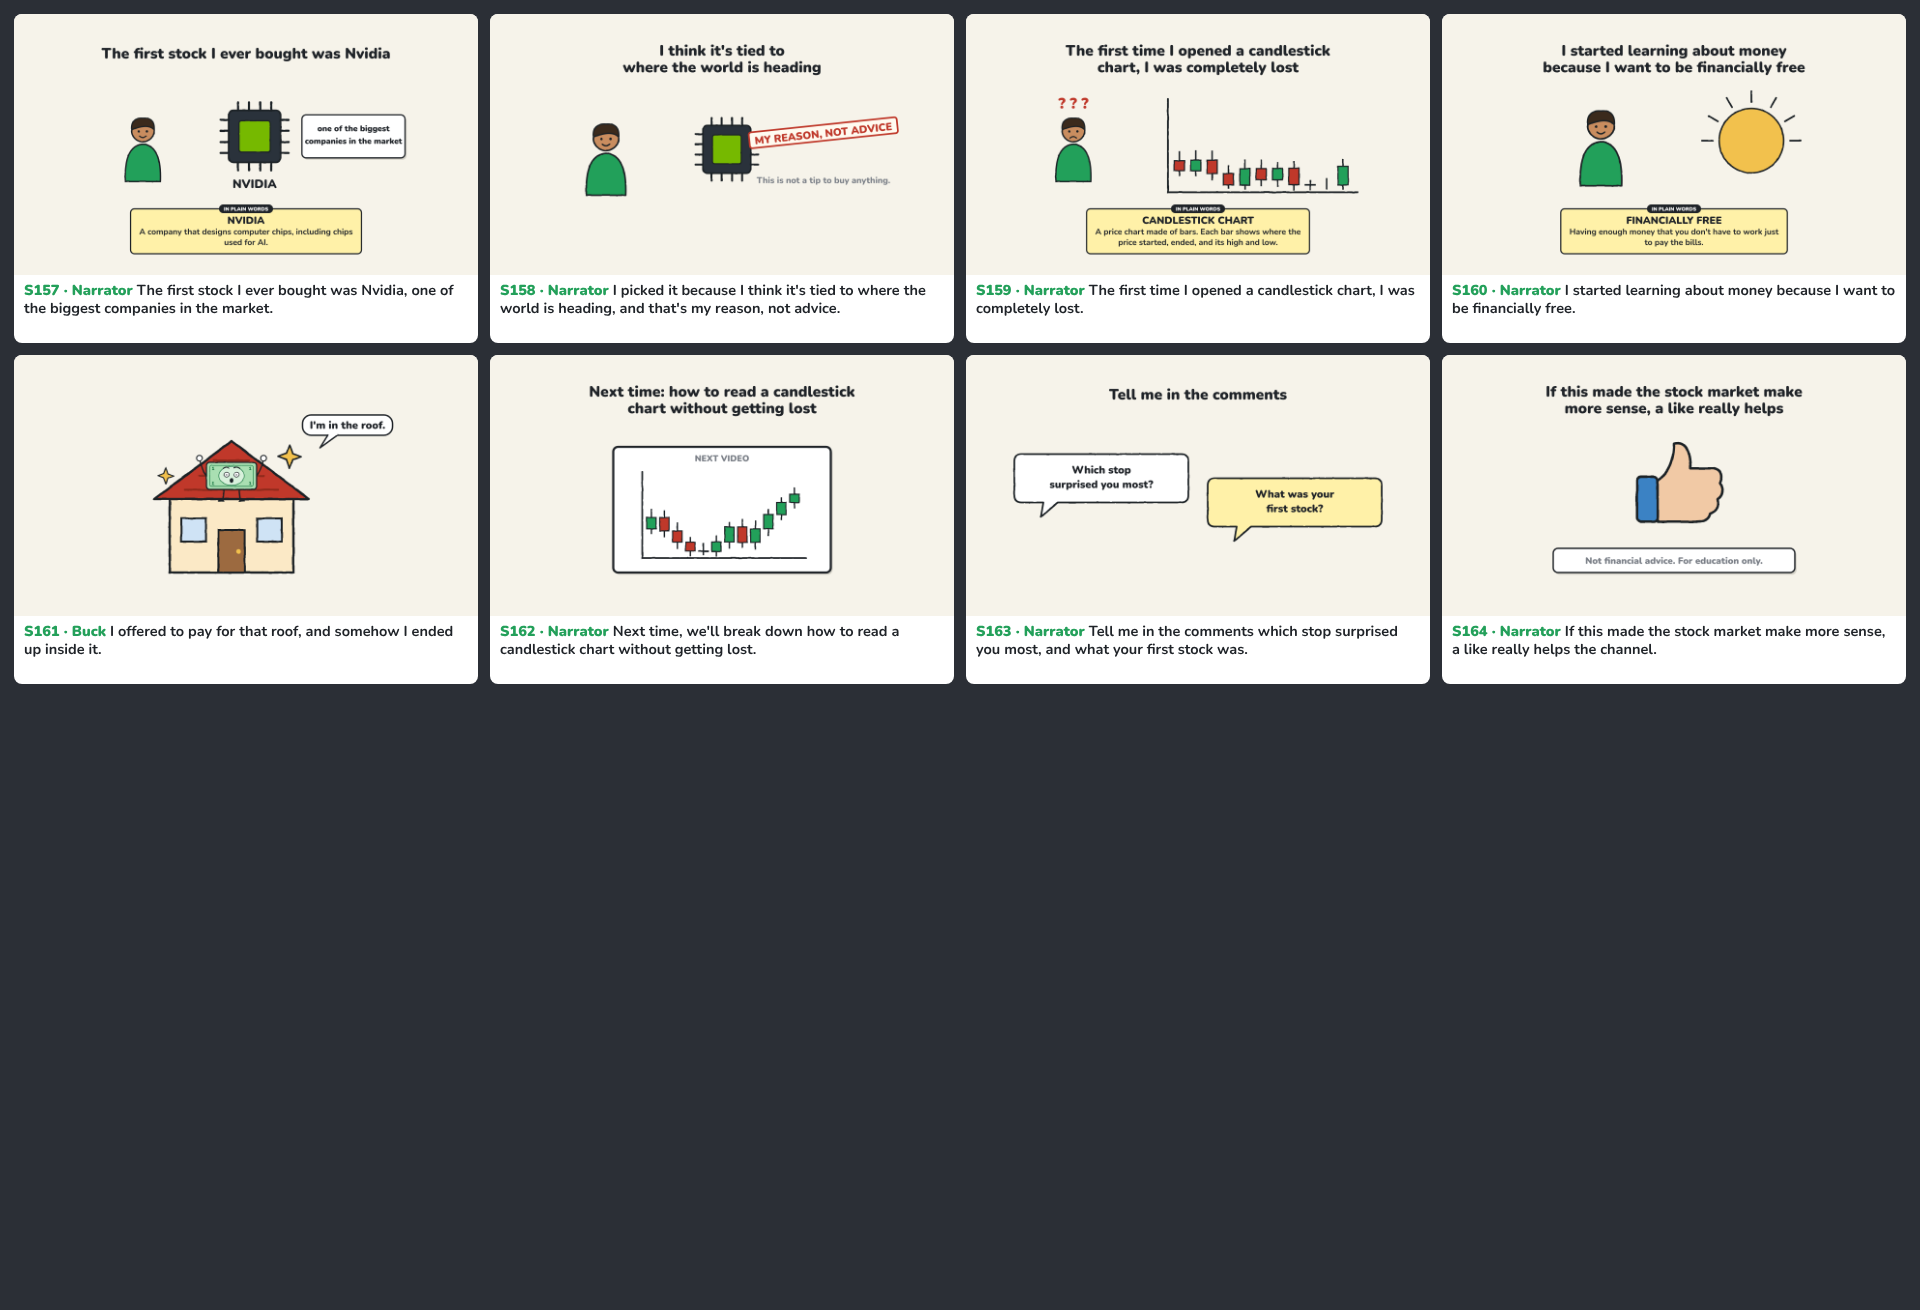 The first stock I ever bought was Nvidia
one of the biggest
companies in the market
NVIDIA
IN PLAIN WORDS
NVIDIA
A company that designs computer chips, including chips
used for AI.
S157 · Narrator The first stock I ever bought was Nvidia, one of
the biggest companies in the market.
I think it's tied to
where the world is heading
MY REASON, NOT ADVICE
This is not a tip to buy anything.
S158 · Narrator I picked it because I think it's tied to where the
world is heading, and that's my reason, not advice.
The first time I opened a candlestick
chart, I was completely lost
? ? ?
IN PLAIN WORDS
CANDLESTICK CHART
A price chart made of bars. Each bar shows where the
price started, ended, and its high and low.
S159 · Narrator The first time I opened a candlestick chart, I was
completely lost.
I started learning about money
because I want to be financially free
IN PLAIN WORDS
FINANCIALLY FREE
Having enough money that you don't have to work just
to pay the bills.
S160 · Narrator I started learning about money because I want to
be financially free.
I'm in the roof.
S161 · Buck I offered to pay for that roof, and somehow I ended
up inside it.
Next time: how to read a candlestick
chart without getting lost
NEXT VIDEO
S162 · Narrator Next time, we'll break down how to read a
candlestick chart without getting lost.
Tell me in the comments
Which stop
surprised you most?
What was your
first stock?
S163 · Narrator Tell me in the comments which stop surprised
you most, and what your first stock was.
If this made the stock market make
more sense, a like really helps
Not financial advice. For education only.
S164 · Narrator If this made the stock market make more sense,
a like really helps the channel.